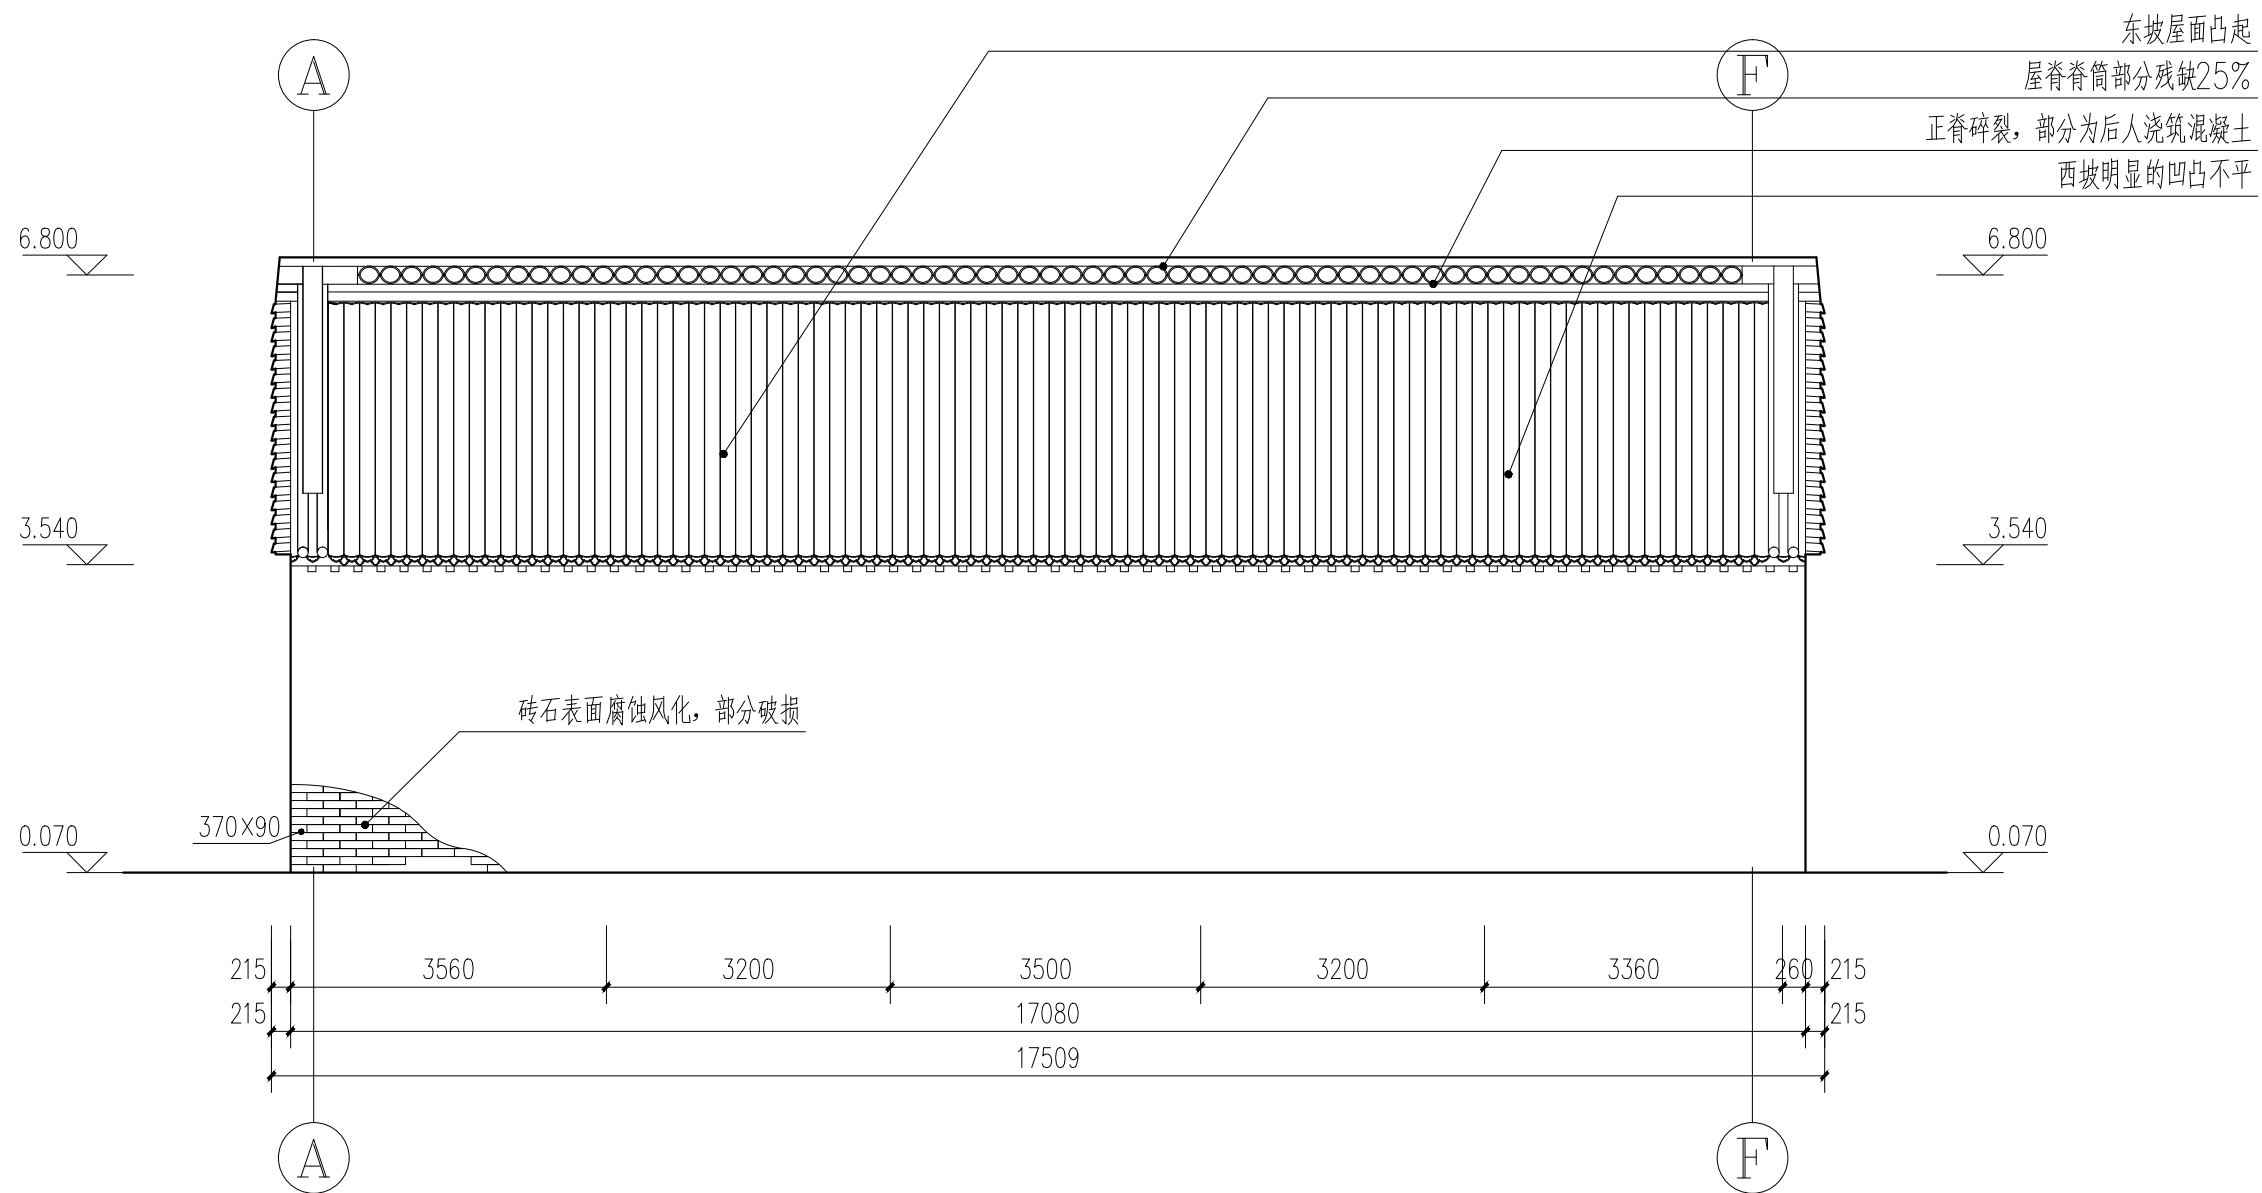 东坡屋面凸起
A
F
屋脊脊筒部分残缺25%
正脊碎裂，部分为后人浇筑混凝土
西坡明显的凹凸不平
6.800
6.800
3.540
3.540
砖石表面腐蚀风化，部分破损
370X90
0.070
0.070
215
3560
3200
3500
3200
3360
260
215
215
17080
215
17509
A
F